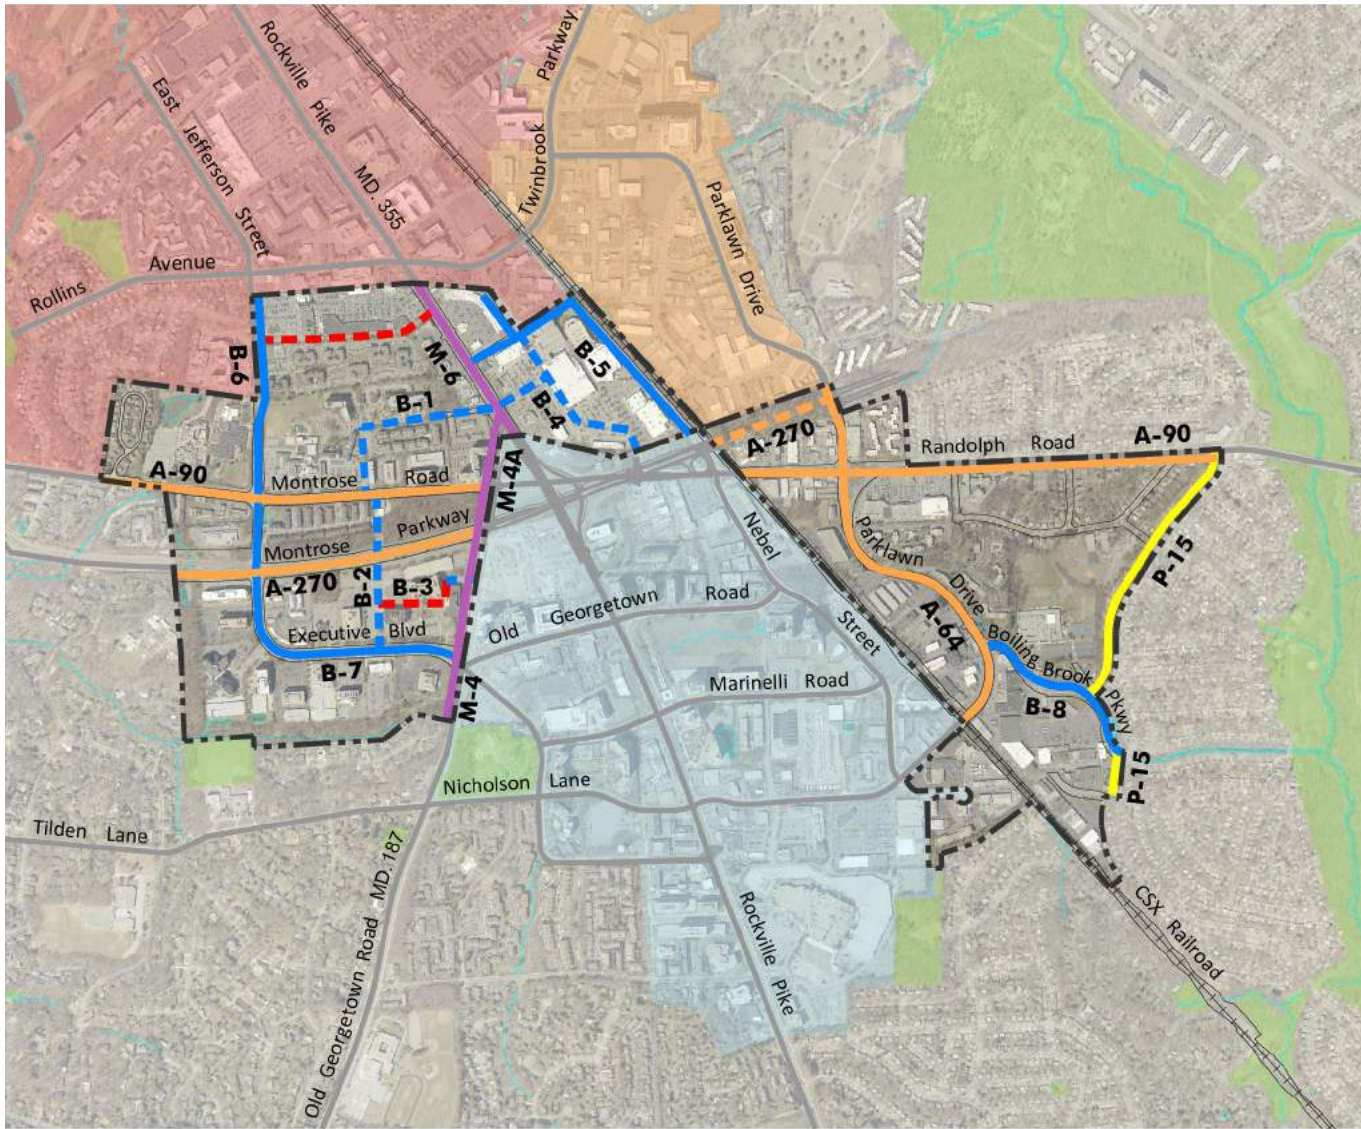 Rockville Pike MD. 355
East Jefferson Street
Twinbrook Parkway
Parklawn Drive
Rollins Avenue
B-6
M-6
B-5
B-1
B-4
A-270
Randolph Road
A-90
A-90
Montrose Road
M-4A
Montrose Parkway
A-270
B-2
B-3
Nebel Street
Parklawn Drive
P-15
A-64
Old Georgetown Road
Executive Blvd
B-7
Boiling Brook Pkwy
B-8
Marinelli Road
M-4
P-15
Nicholson Lane
Tilden Lane
Old Georgetown Road MD. 187
Rockville Pike
CSX Railroad